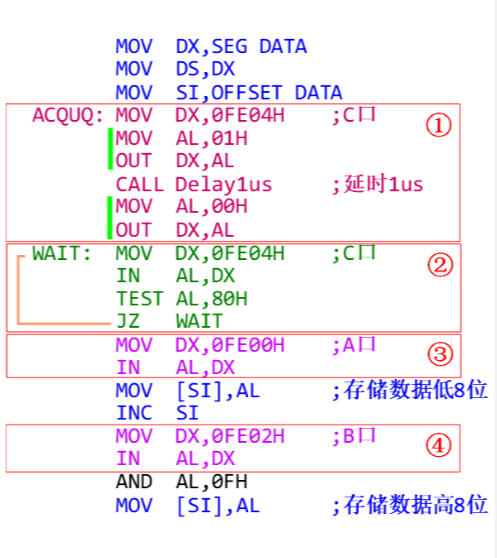 MOV DX,SEG DATA
MOV DS,DX
MOV SI,OFFSET DATA
ACQUQ: MOV DX,0FE04H ;C口 ①
MOV AL,01H
OUT DX,AL
CALL Delay1us ;延时1us
MOV AL,00H
OUT DX,AL
WAIT: MOV DX,0FE04H ;C口 ②
IN AL,DX
TEST AL,80H
JZ WAIT
MOV DX,0FE00H ;A口 ③
IN AL,DX
MOV [SI],AL ;存储数据低8位
INC SI
MOV DX,0FE02H ;B口 ④
IN AL,DX
AND AL,0FH
MOV [SI],AL ;存储数据高8位